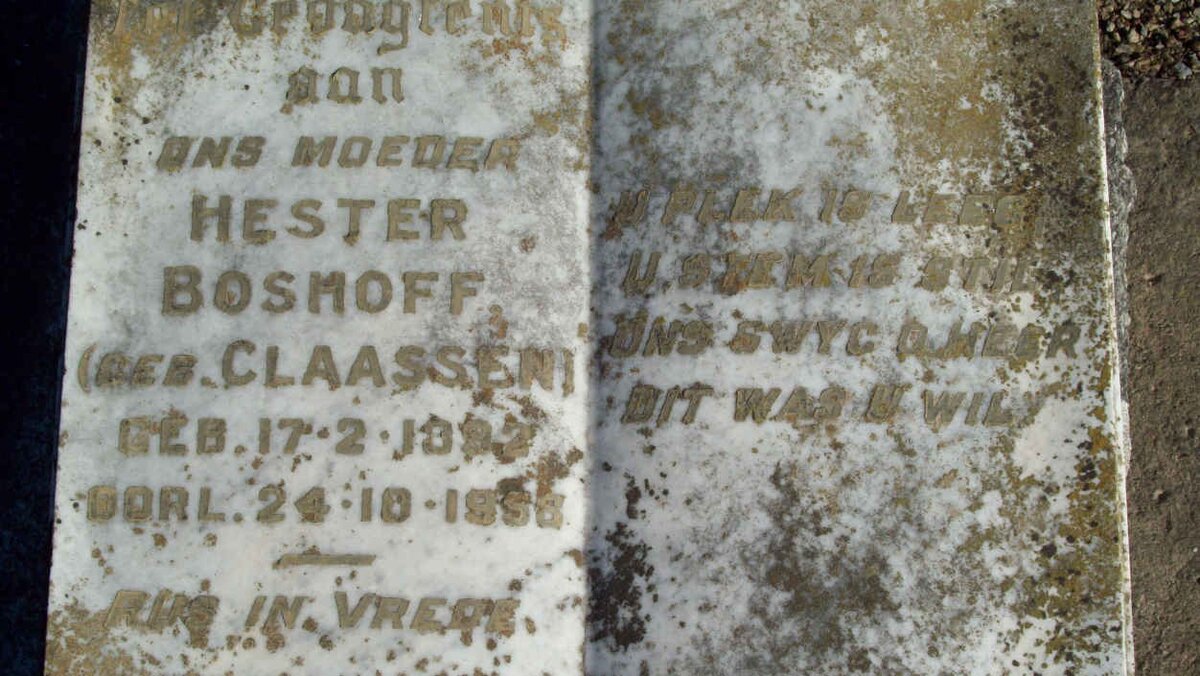 Ter Gedagtenis
aan
ONS MOEDER
HESTER
BOSHOFF
(GEB. CLAASSEN)
GEB. 17·2·1892
OORL. 24·10·1958
RUS IN VREDE
U PLEK IS LEEG,
U STEM IS STIL
ONS SWYG O HEER
DIT WAS U WIL